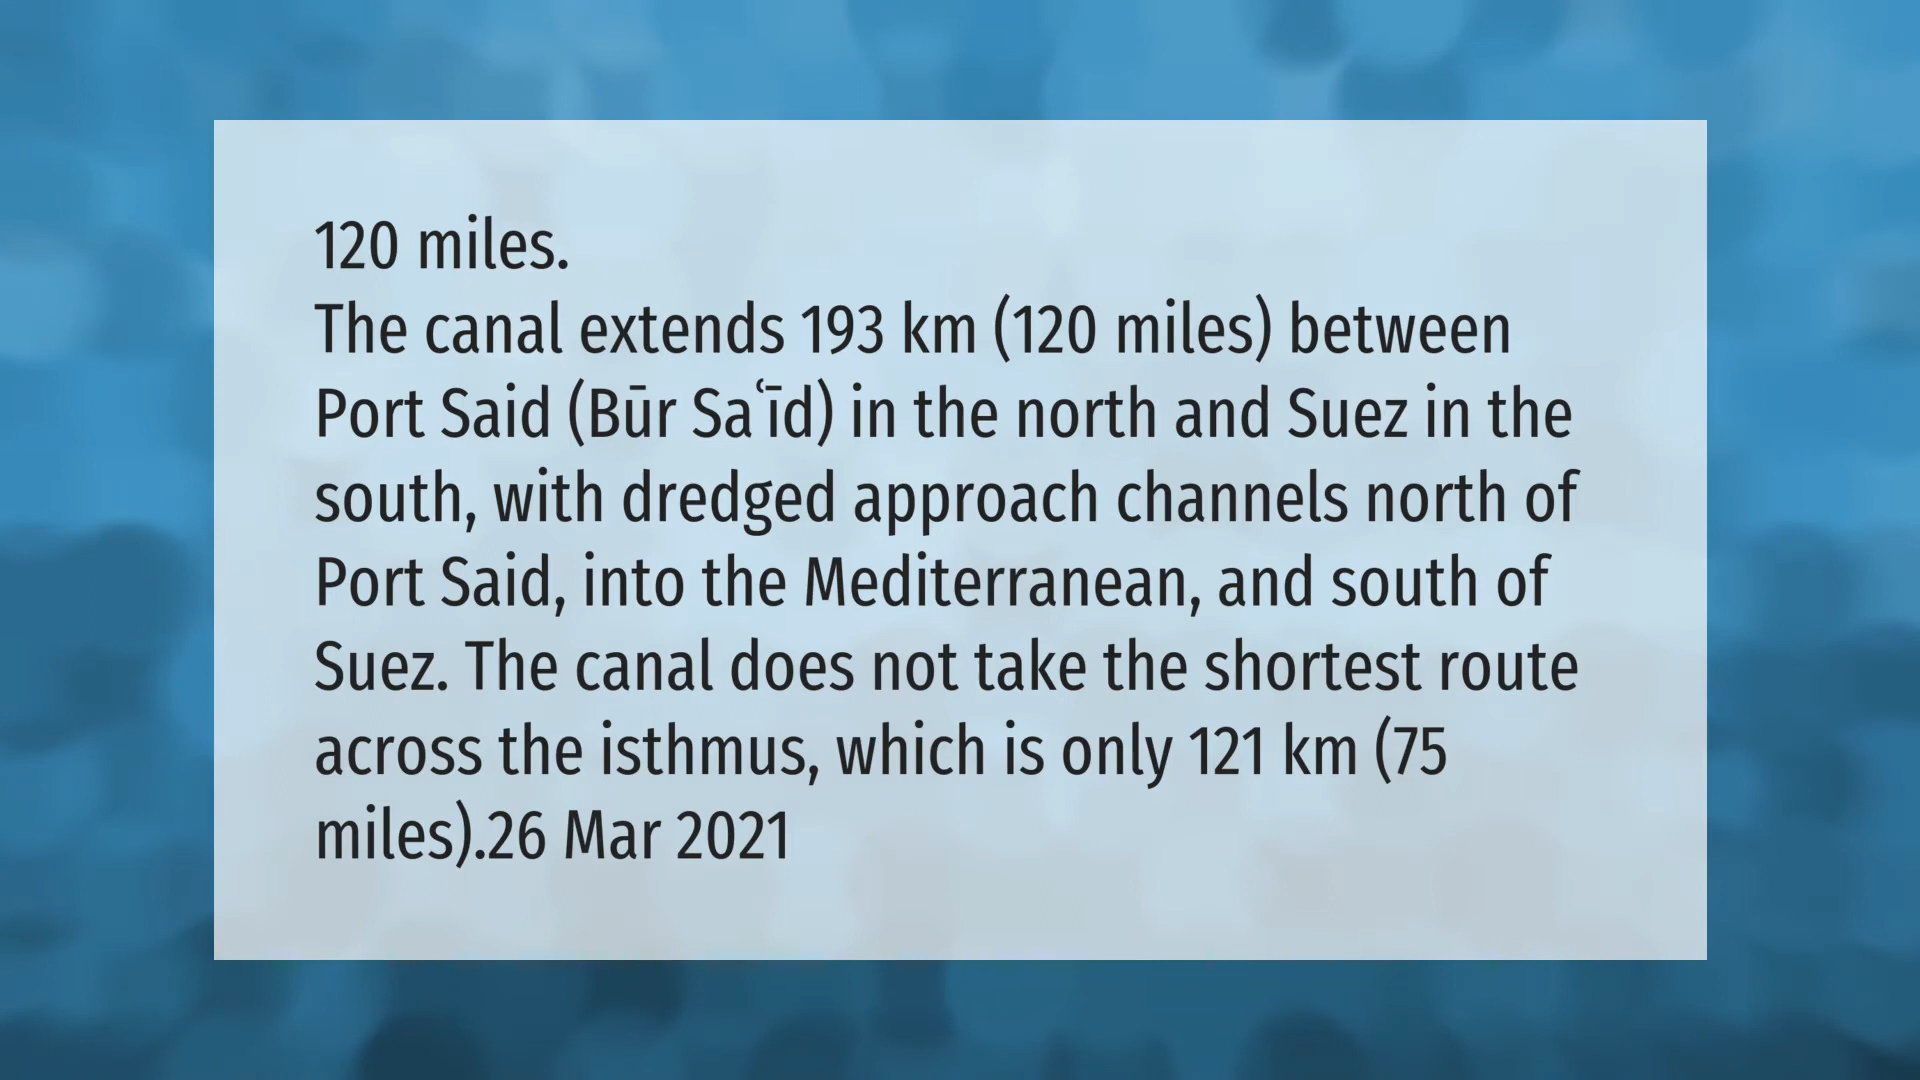 120 miles.
The canal extends 193 km (120 miles) between
Port Said (Būr Saʿīd) in the north and Suez in the
south, with dredged approach channels north of
Port Said, into the Mediterranean, and south of
Suez. The canal does not take the shortest route
across the isthmus, which is only 121 km (75
miles).26 Mar 2021